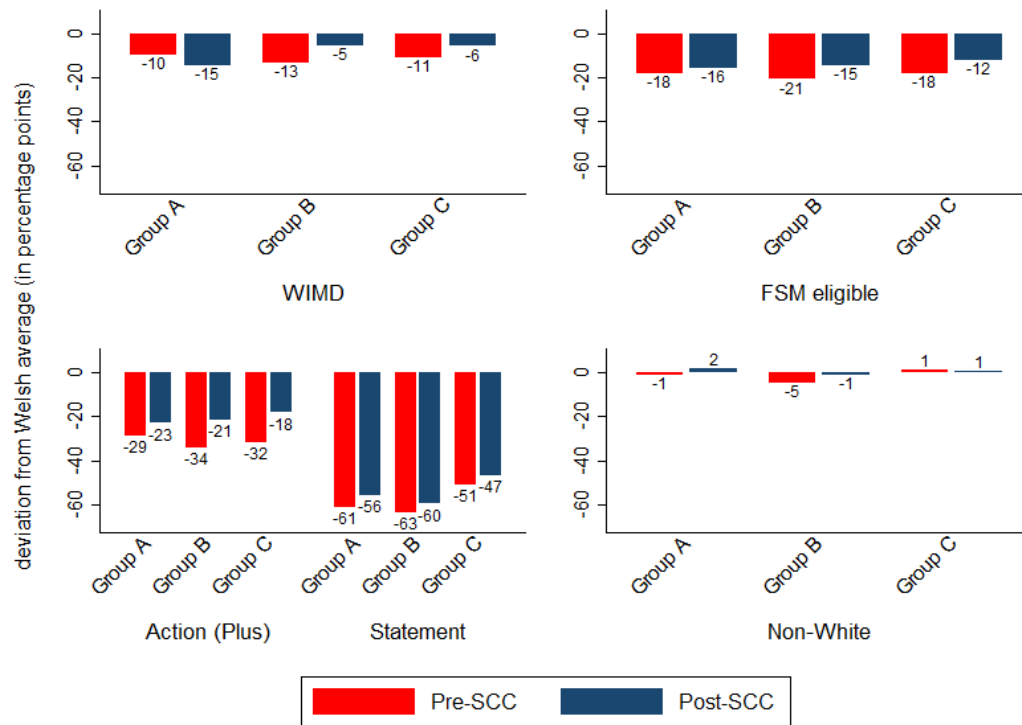 deviation from Welsh average (in percentage points)
0
-20
-40
-60
-10
-15
-13
-5
-11
-6
Group A
Group B
Group C
WIMD
0
-20
-40
-60
-18
-16
-21
-15
-18
-12
Group A
Group B
Group C
FSM eligible
0
-20
-40
-60
-29
-23
-34
-21
-32
-18
-61
-56
-63
-60
-51
-47
Group A
Group B
Group C
Group A
Group B
Group C
Action (Plus)
Statement
0
-20
-40
-60
-1
2
-5
-1
1
1
Group A
Group B
Group C
Non-White
Pre-SCC
Post-SCC